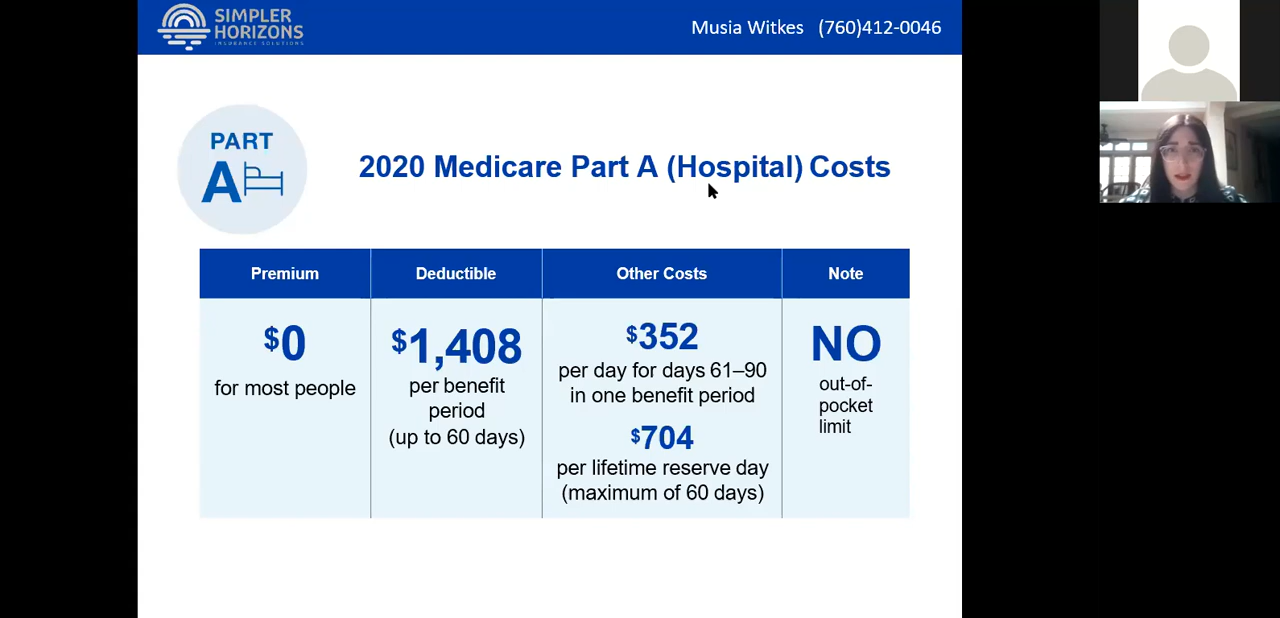 SIMPLER
HORIZONS
INSURANCE SOLUTIONS
Musia Witkes (760)412-0046
PART
A
2020 Medicare Part A (Hospital) Costs
Premium
Deductible
Other Costs
Note
$0
for most people
$1,408
per benefit
period
(up to 60 days)
$352
per day for days 61–90
in one benefit period
$704
per lifetime reserve day
(maximum of 60 days)
NO
out-of-
pocket
limit